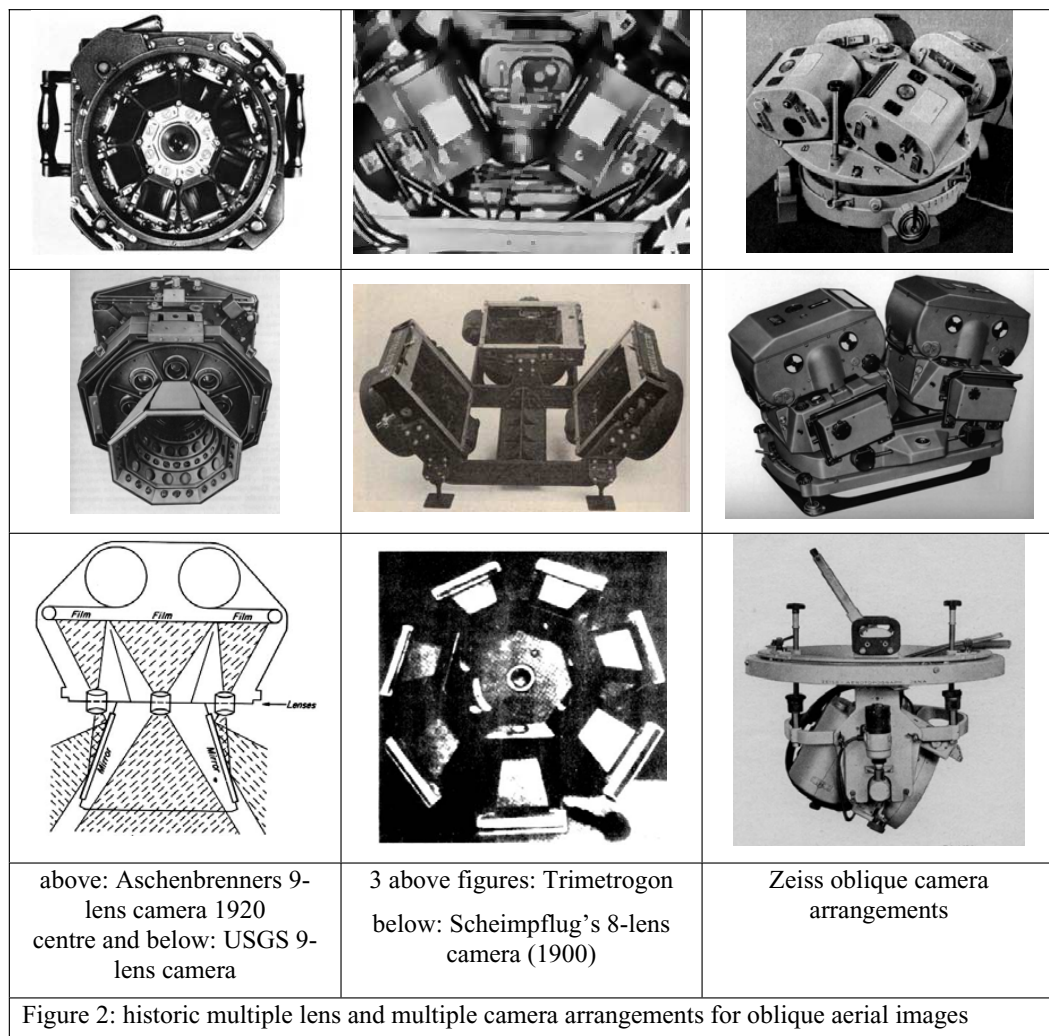 Film
Film
Film
Lenses
Mirror
Mirror
above: Aschenbrenners 9-
lens camera 1920
centre and below: USGS 9-
lens camera
3 above figures: Trimetrogon
below: Scheimpflug's 8-lens
camera (1900)
Zeiss oblique camera
arrangements
Figure 2: historic multiple lens and multiple camera arrangements for oblique aerial images